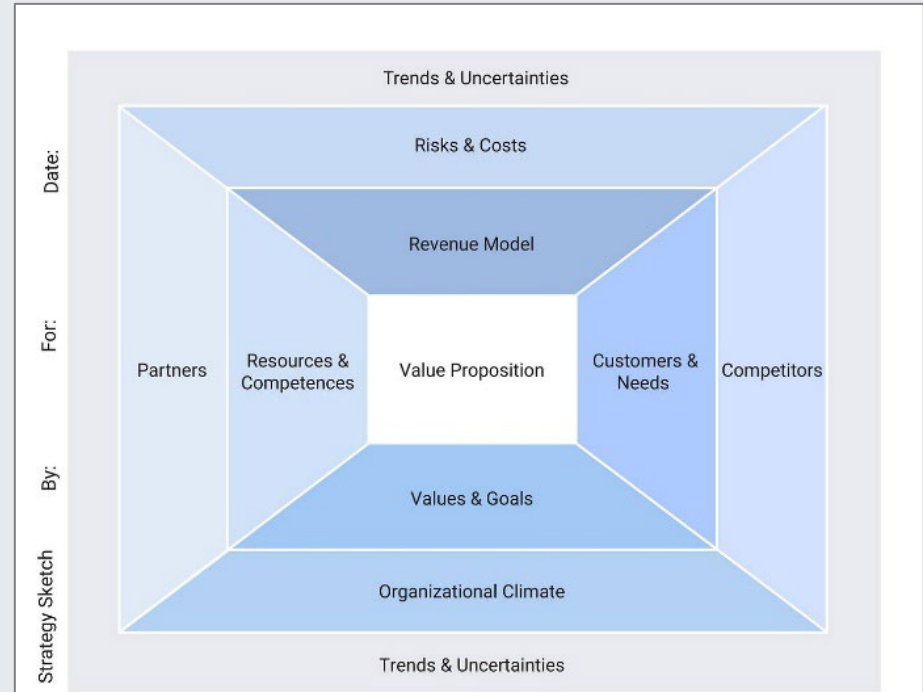 Trends & Uncertainties
Risks & Costs
Revenue Model
Partners
Resources &
Competences
Value Proposition
Customers &
Needs
Competitors
Values & Goals
Organizational Climate
Trends & Uncertainties
Strategy Sketch
By:
For:
Date: